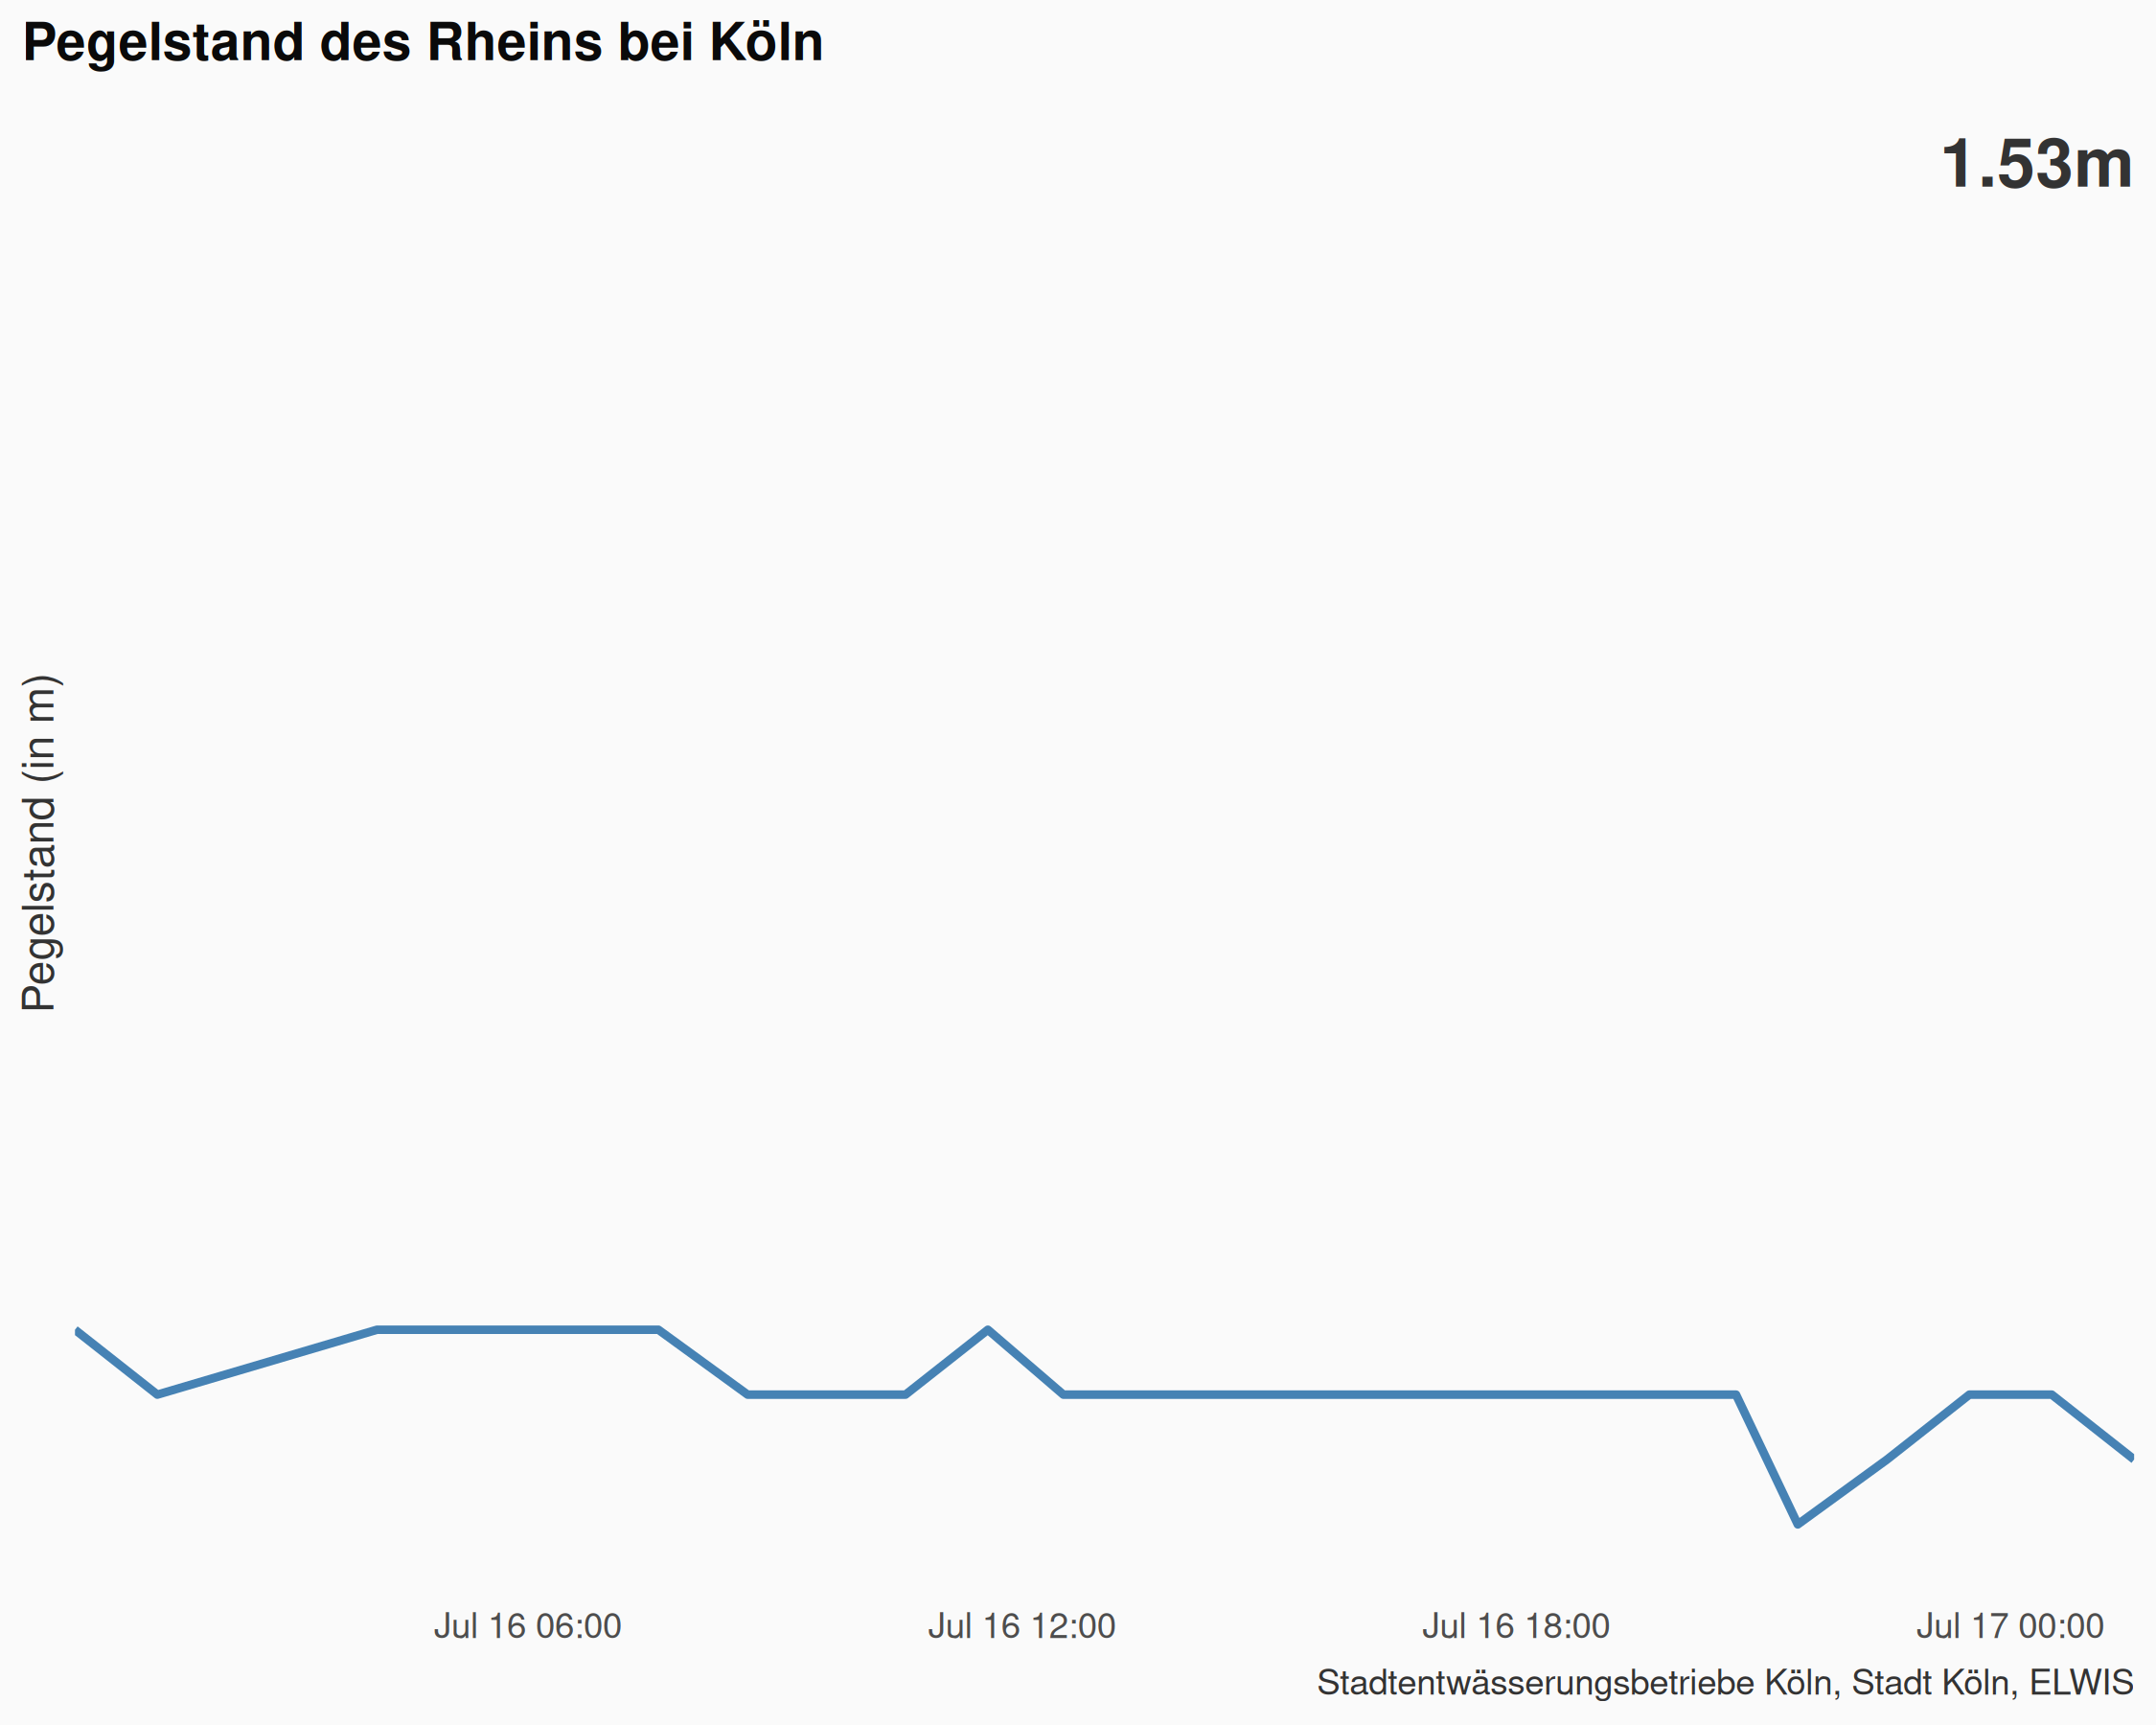 Pegelstand des Rheins bei Köln
1.53m
Pegelstand (in m)
Jul 16 06:00
Jul 16 12:00
Jul 16 18:00
Jul 17 00:00
Stadtentwässerungsbetriebe Köln, Stadt Köln, ELWIS